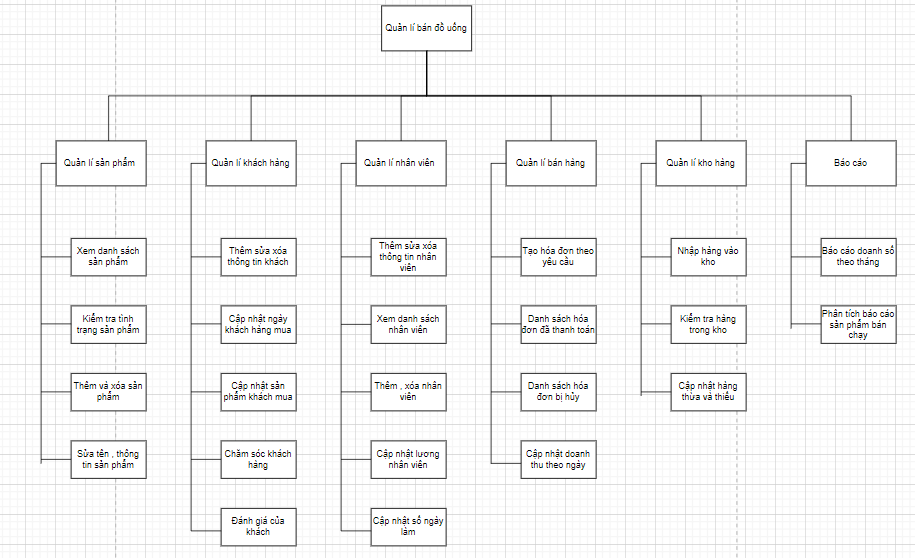 Quản lí bán đồ uống
Quản lí sản phẩm
Quản lí khách hàng
Quản lí nhân viên
Quản lí bán hàng
Quản lí kho hàng
Báo cáo
Xem danh sách
sản phẩm
Thêm sửa xóa
thông tin khách
Thêm sửa xóa
thông tin nhân
viên
Tạo hóa đơn theo
yêu cầu
Nhập hàng vào
kho
Báo cáo doanh số
theo tháng
Kiểm tra tình
trạng sản phẩm
Cập nhật ngày
khách hàng mua
Xem danh sách
nhân viên
Danh sách hóa
đơn đã thanh toán
Kiểm tra hàng
trong kho
Phân tích báo cáo
sản phẩm bán
chạy
Thêm và xóa sản
phẩm
Cập nhật sản
phẩm khách mua
Thêm , xóa nhân
viên
Danh sách hóa
đơn bị hủy
Cập nhật hàng
thừa và thiếu
Sửa tên , thông
tin sản phẩm
Chăm sóc khách
hàng
Cập nhật lương
nhân viên
Cập nhật doanh
thu theo ngày
Đánh giá của
khách
Cập nhật số ngày
làm